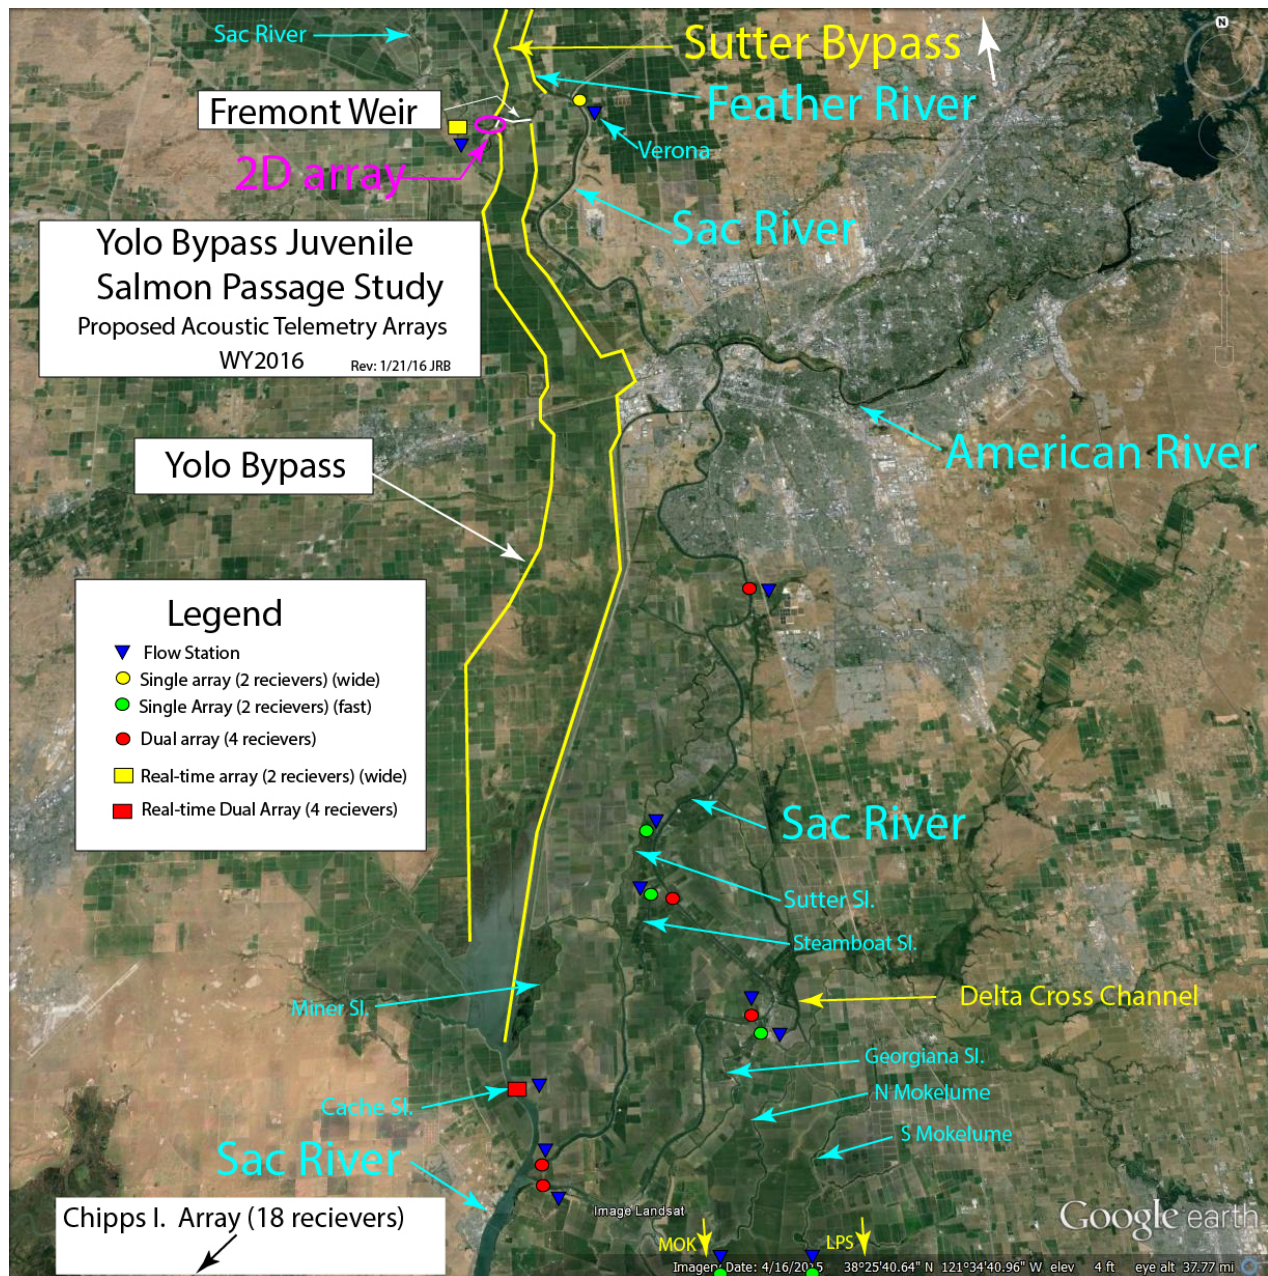 Sac River
Sutter Bypass
Fremont Weir
Feather River
Verona
2D array
Sac River
Yolo Bypass Juvenile
Salmon Passage Study
Proposed Acoustic Telemetry Arrays
WY2016
Rev: 1/21/16 JRB
American River
Yolo Bypass
Legend
Flow Station
Single array (2 recievers) (wide)
Single Array (2 recievers) (fast)
Dual array (4 recievers)
Real-time array (2 recievers) (wide)
Real-time Dual Array (4 recievers)
Sac River
Sutter Sl.
Steamboat Sl.
Delta Cross Channel
Miner Sl.
Georgiana Sl.
N Mokelume
Cache Sl.
S Mokelume
Sac River
Chipps I. Array (18 recievers)
Image Landsat
Google earth
MOK
LPS
Imagery Date: 4/16/2015 38°25'40.64" N 121°34'40.96" W elev 4 ft eye alt 37.77 mi
N